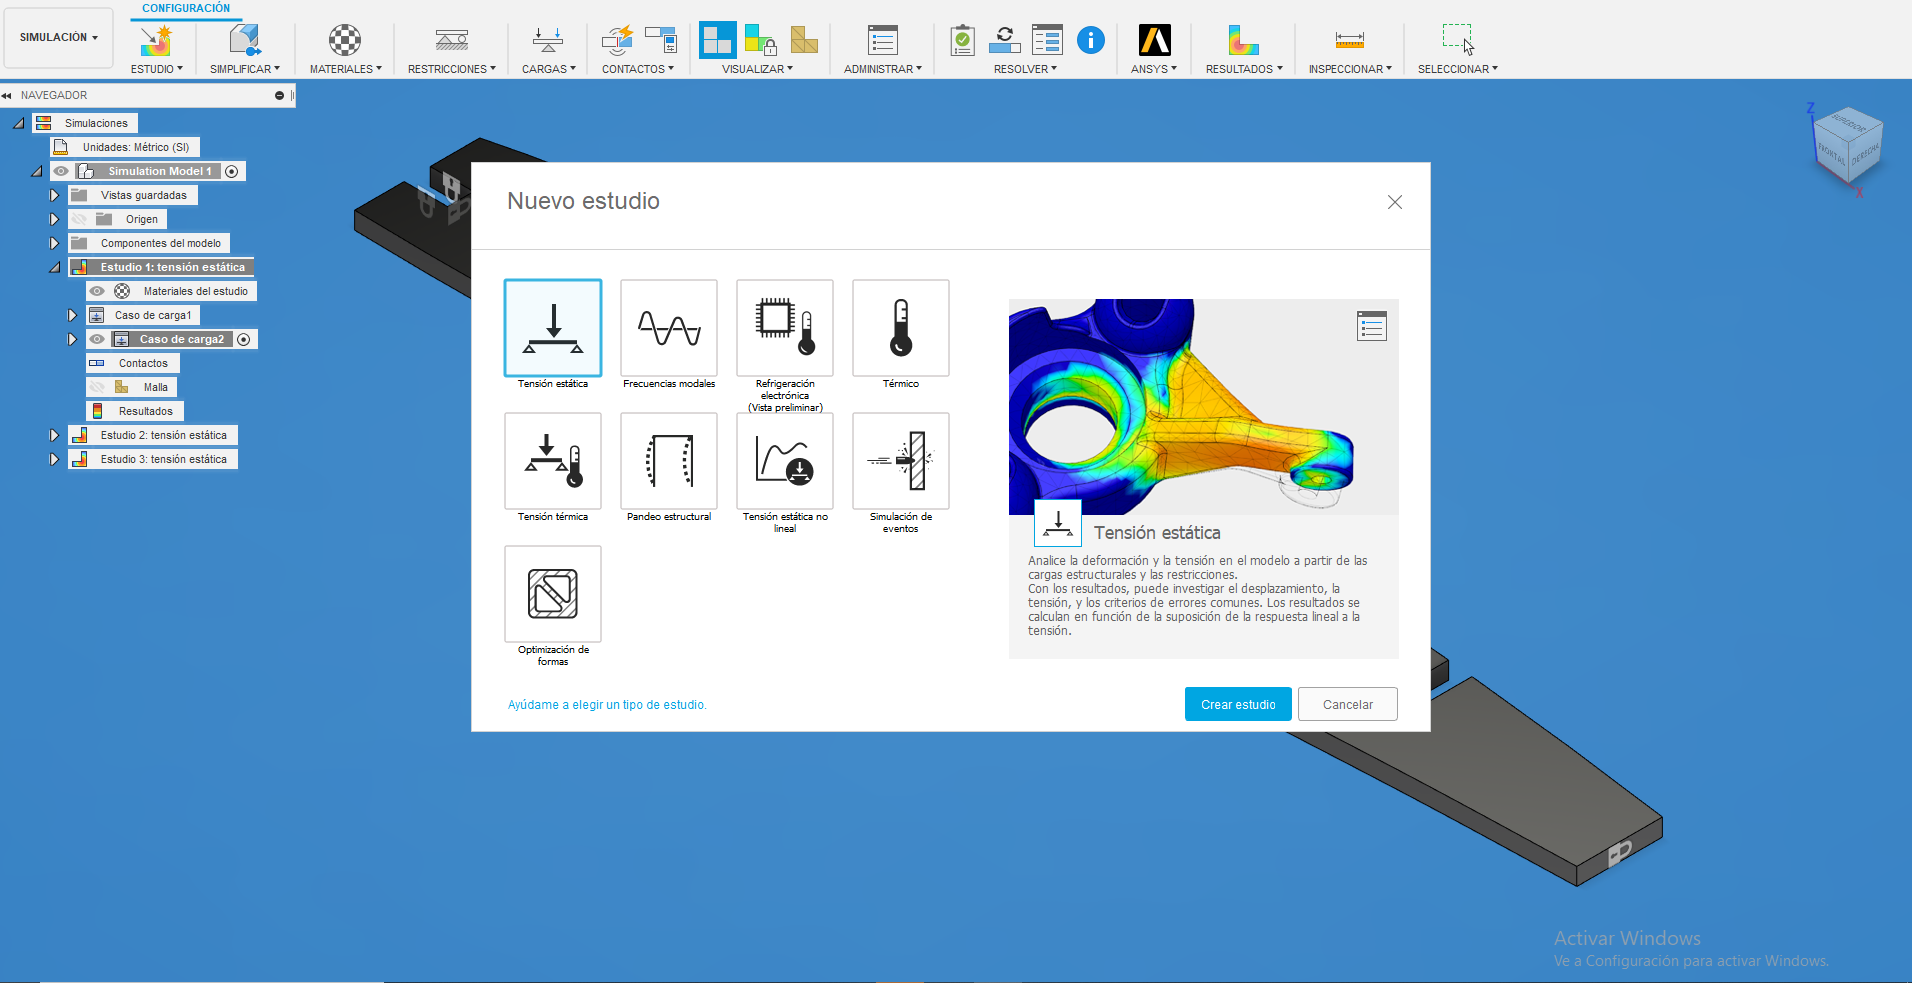 CONFIGURACIÓN
SIMULACIÓN
ESTUDIO
SIMPLIFICAR
MATERIALES
RESTRICCIONES
CARGAS
CONTACTOS
VISUALIZAR
ADMINISTRAR
RESOLVER
ANSYS
RESULTADOS
INSPECCIONAR
SELECCIONAR
NAVEGADOR
Simulaciones
Unidades: Métrico (SI)
Simulation Model 1
Vistas guardadas
Origen
Componentes del modelo
Estudio 1: tensión estática
Materiales del estudio
Caso de carga1
Caso de carga2
Contactos
Malla
Resultados
Estudio 2: tensión estática
Estudio 3: tensión estática
Z
SUPERIOR
FRONTAL
DERECHA
X
Nuevo estudio
Tensión estática
Frecuencias modales
Refrigeración
electrónica
(Vista preliminar)
Térmico
Tensión térmica
Pandeo estructural
Tensión estática no
lineal
Simulación de
eventos
Optimización de
formas
Tensión estática
Analice la deformación y la tensión en el modelo a partir de las
cargas estructurales y las restricciones.
Con los resultados, puede investigar el desplazamiento, la
tensión, y los criterios de errores comunes. Los resultados se
calculan en función de la suposición de la respuesta lineal a la
tensión.
Ayúdame a elegir un tipo de estudio.
Crear estudio
Cancelar
Activar Windows
Ve a Configuración para activar Windows.